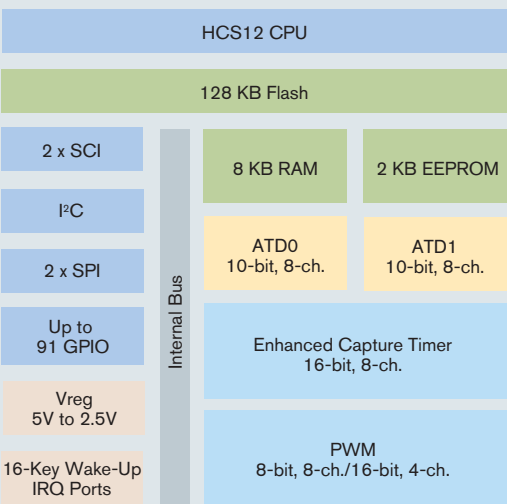 HCS12 CPU
128 KB Flash
2 x SCI
I²C
2 x SPI
Up to
91 GPIO
Vreg
5V to 2.5V
16-Key Wake-Up
IRQ Ports
Internal Bus
8 KB RAM
2 KB EEPROM
ATD0
10-bit, 8-ch.
ATD1
10-bit, 8-ch.
Enhanced Capture Timer
16-bit, 8-ch.
PWM
8-bit, 8-ch./16-bit, 4-ch.